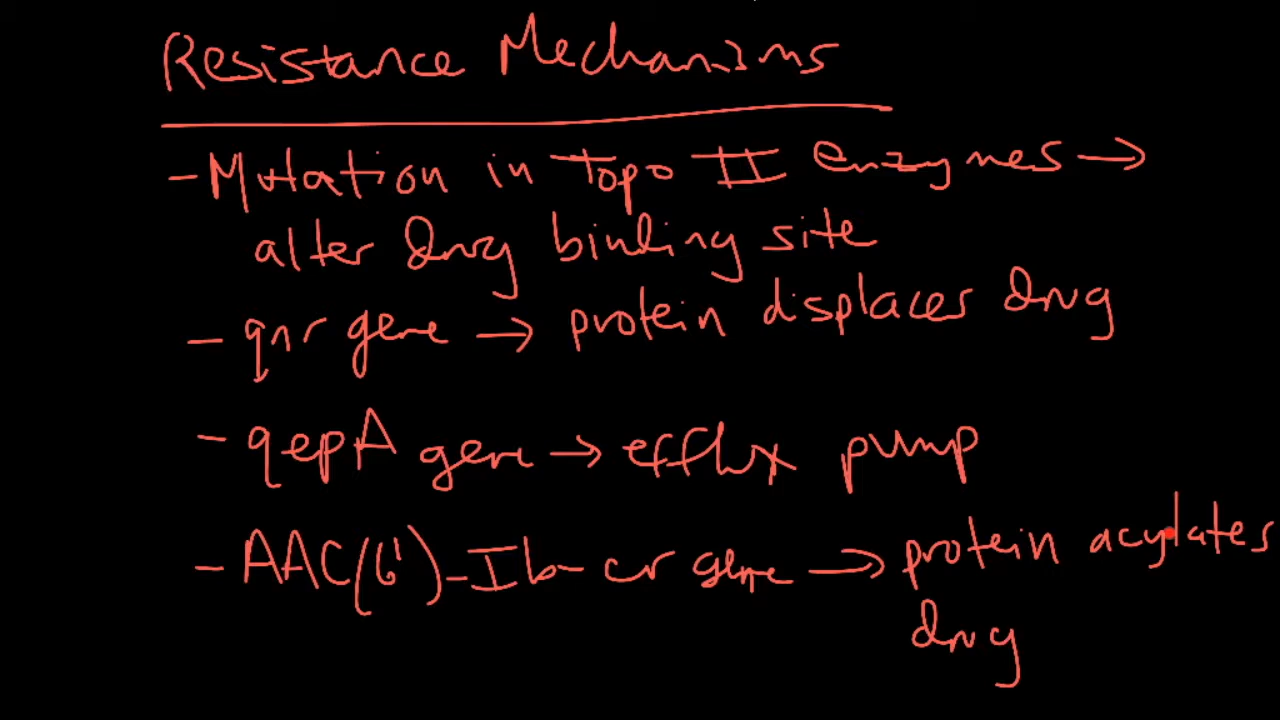 Resistance Mechanisms
- Mutation in Topo II enzymes →
alter drug binding site
- qnr gene → protein displaces drug
- qepA gene → efflux pump
- AAC(6')-Ib-cr gene → protein acylates
drug